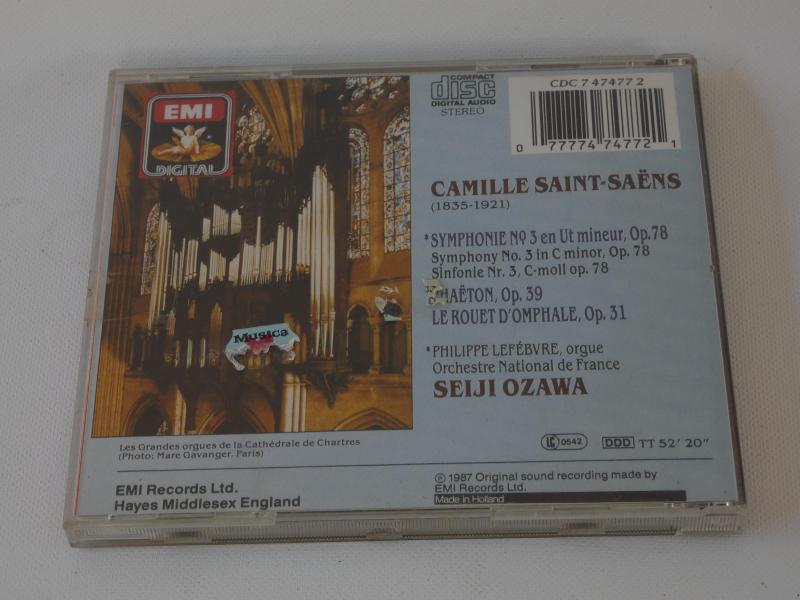 EMI
DIGITAL
Musica
Les Grandes orgues de la Cathédrale de Chartres
(Photo: Marc Gavanger. Paris)
EMI Records Ltd.
Hayes Middlesex England
COMPACT
disc
DIGITAL AUDIO
STEREO
CDC 7 47477 2
0 77774 74772 1
CAMILLE SAINT-SAËNS
(1835-1921)
*SYMPHONIE Nº 3 en Ut mineur, Op.78
Symphony No. 3 in C minor, Op. 78
Sinfonie Nr. 3, C-moll op. 78
HAËTON, Op. 39
LE ROUET D'OMPHALE, Op. 31
*PHILIPPE LEFÉBVRE, orgue
Orchestre National de France
SEIJI OZAWA
LC 0542
DDD TT 52' 20"
Ⓟ 1987 Original sound recording made by
EMI Records Ltd.
Made in Holland